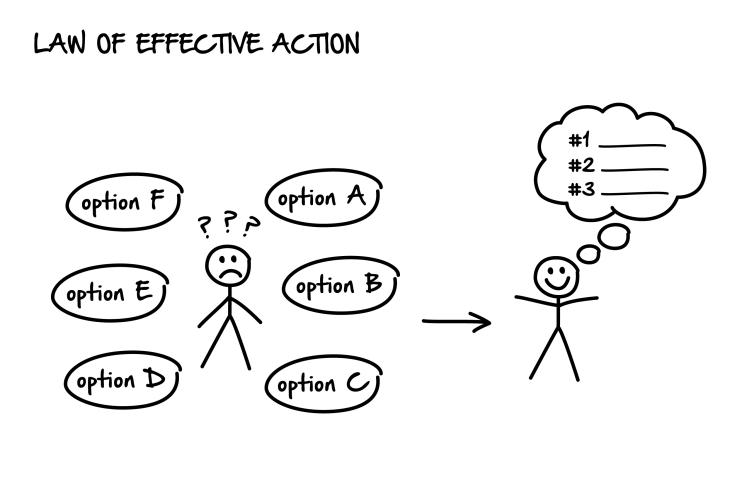 LAW OF EFFECTIVE ACTION
#1
#2
#3
option F
option A
? ? ?
option E
option B
option D
option C